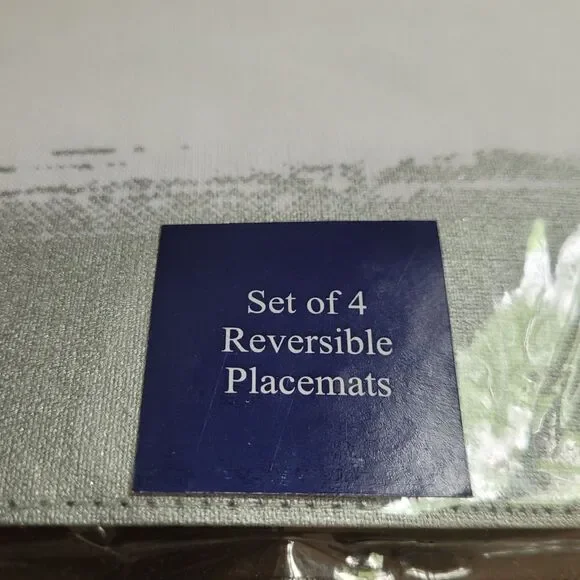 Set of 4
Reversible
Placemats